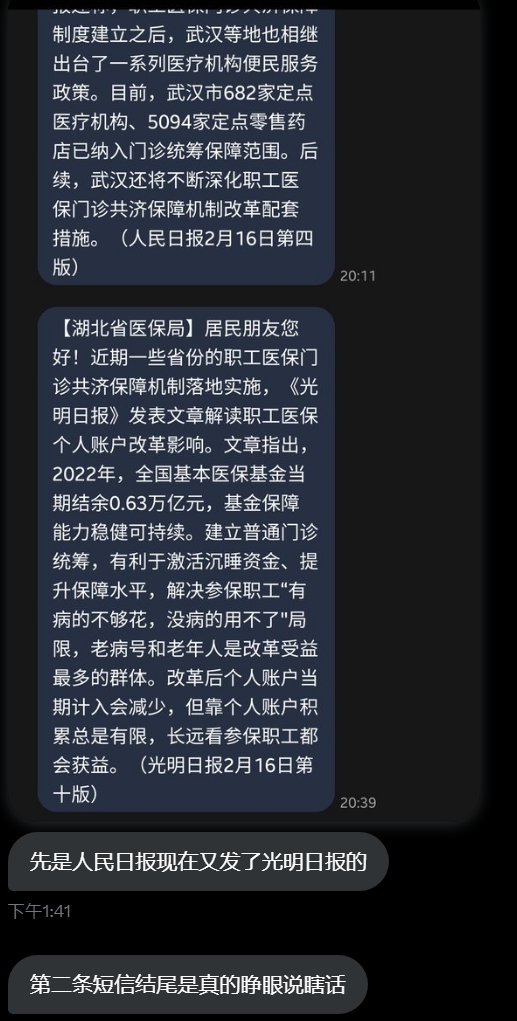 制度建立之后，武汉等地也相继
出台了一系列医疗机构便民服务
政策。目前，武汉市682家定点
医疗机构、5094家定点零售药
店已纳入门诊统筹保障范围。后
续，武汉还将不断深化职工医
保门诊共济保障机制改革配套
措施。（人民日报2月16日第四
版）
20:11
【湖北省医保局】居民朋友您
好！近期一些省份的职工医保门
诊共济保障机制落地实施，《光
明日报》发表文章解读职工医保
个人账户改革影响。文章指出，
2022年，全国基本医保基金当
期结余0.63万亿元，基金保障
能力稳健可持续。建立普通门诊
统筹，有利于激活沉睡资金、提
升保障水平，解决参保职工“有
病的不够花，没病的用不了"局
限，老病号和老年人是改革受益
最多的群体。改革后个人账户当
期计入会减少，但靠个人账户积
累总是有限，长远看参保职工都
会获益。（光明日报2月16日第
十版）
20:39
先是人民日报现在又发了光明日报的
下午1:41
第二条短信结尾是真的睁眼说瞎话